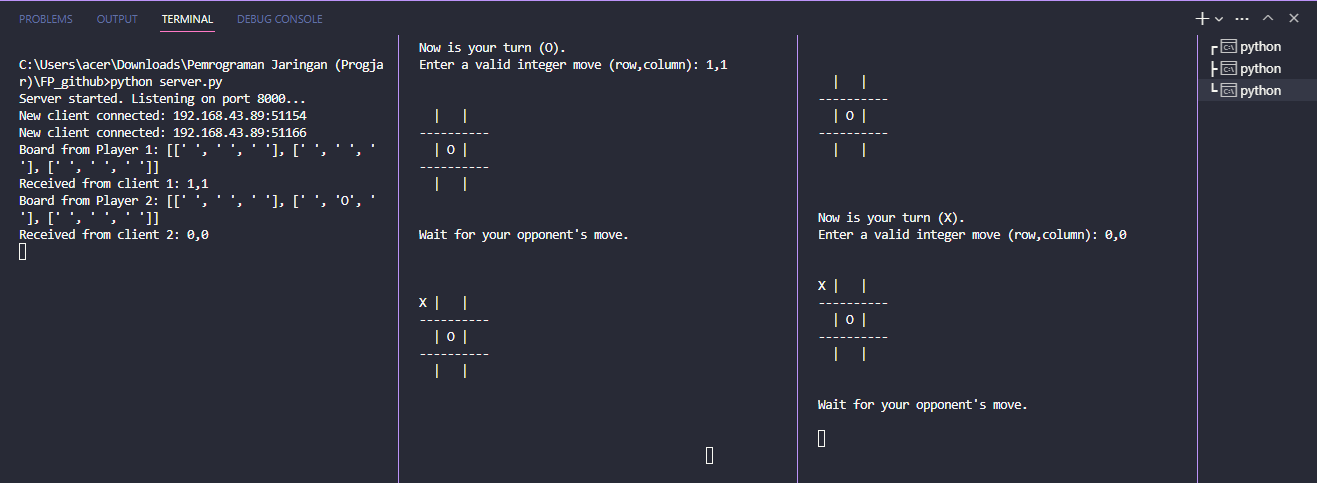 PROBLEMS OUTPUT TERMINAL DEBUG CONSOLE
C:\Users\acer\Downloads\Pemrograman Jaringan (Progja
r)\FP_github>python server.py
Server started. Listening on port 8000...
New client connected: 192.168.43.89:51154
New client connected: 192.168.43.89:51166
Board from Player 1: [[' ', ' ', ' '], [' ', ' ', '
'], [' ', ' ', ' ']]
Received from client 1: 1,1
Board from Player 2: [[' ', ' ', ' '], [' ', 'O', '
'], [' ', ' ', ' ']]
Received from client 2: 0,0
Now is your turn (O).
Enter a valid integer move (row,column): 1,1
  |   |
----------
  | O |
----------
  |   |
Wait for your opponent's move.
X |   |
----------
  | O |
----------
  |   |
  |   |
----------
  | O |
----------
  |   |
Now is your turn (X).
Enter a valid integer move (row,column): 0,0
X |   |
----------
  | O |
----------
  |   |
Wait for your opponent's move.
python
python
python